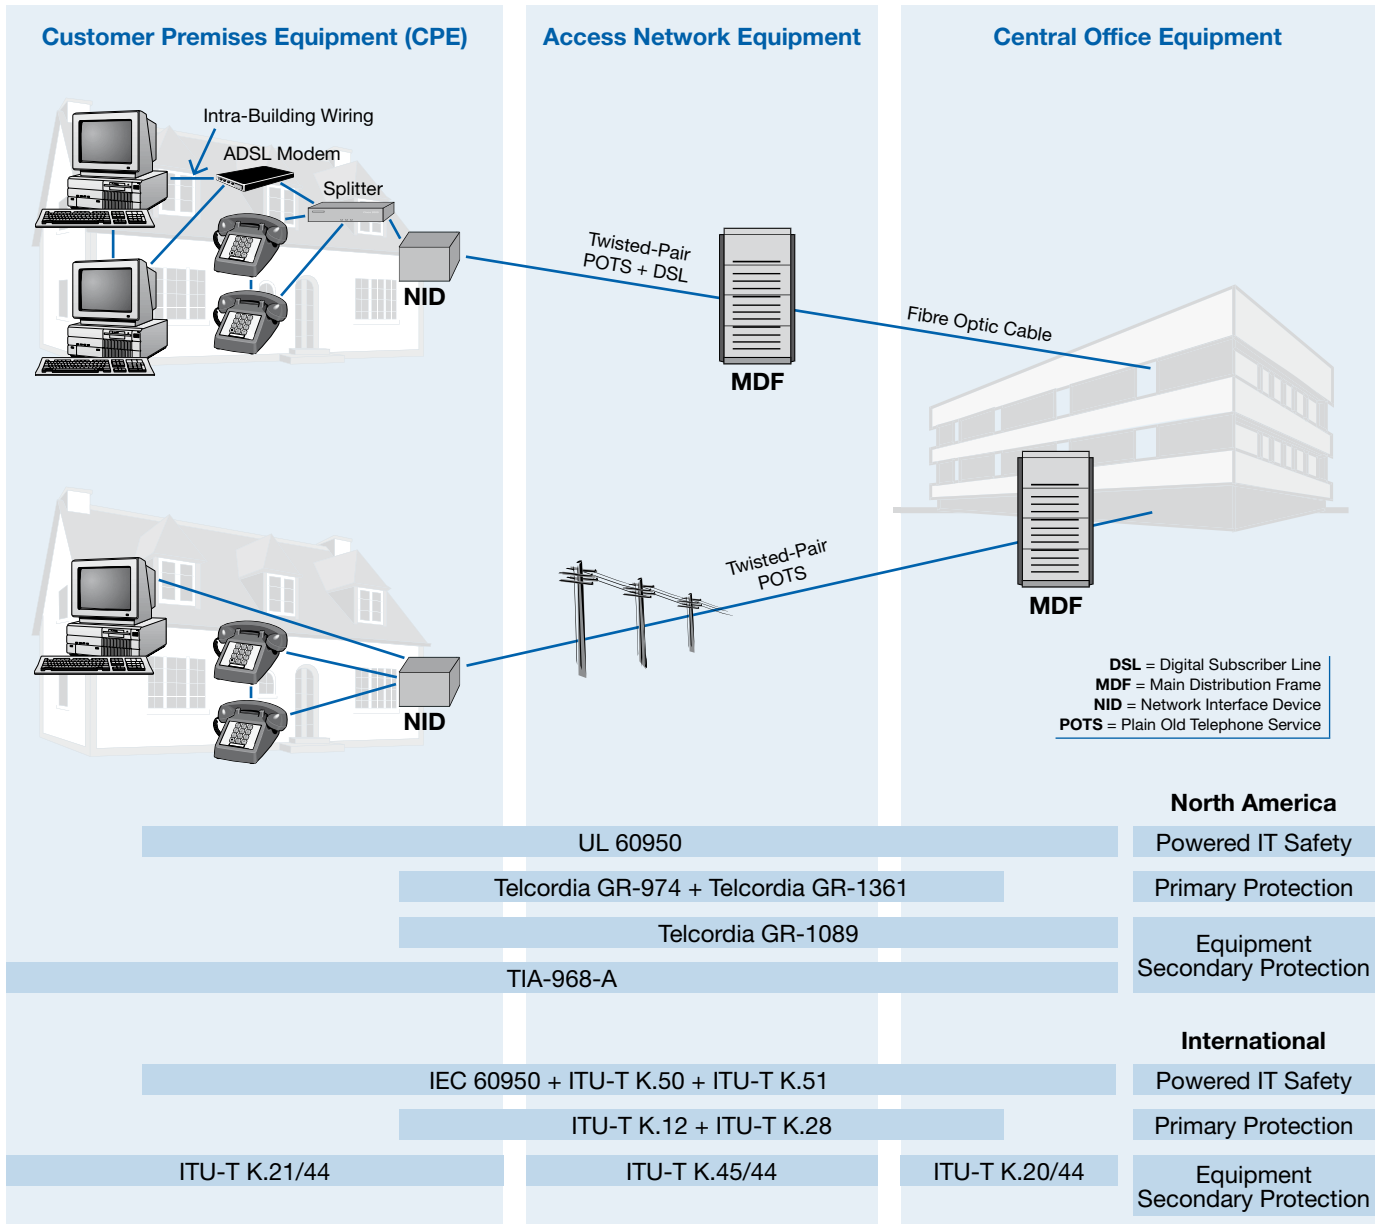 Customer Premises Equipment (CPE)
Access Network Equipment
Central Office Equipment
Intra-Building Wiring
ADSL Modem
Splitter
NID
Twisted-Pair
POTS + DSL
MDF
Fibre Optic Cable
NID
Twisted-Pair
POTS
MDF
DSL = Digital Subscriber Line
MDF = Main Distribution Frame
NID = Network Interface Device
POTS = Plain Old Telephone Service
North America
UL 60950
Powered IT Safety
Telcordia GR-974 + Telcordia GR-1361
Primary Protection
Telcordia GR-1089
TIA-968-A
Equipment
Secondary Protection
International
IEC 60950 + ITU-T K.50 + ITU-T K.51
Powered IT Safety
ITU-T K.12 + ITU-T K.28
Primary Protection
ITU-T K.21/44
ITU-T K.45/44
ITU-T K.20/44
Equipment
Secondary Protection